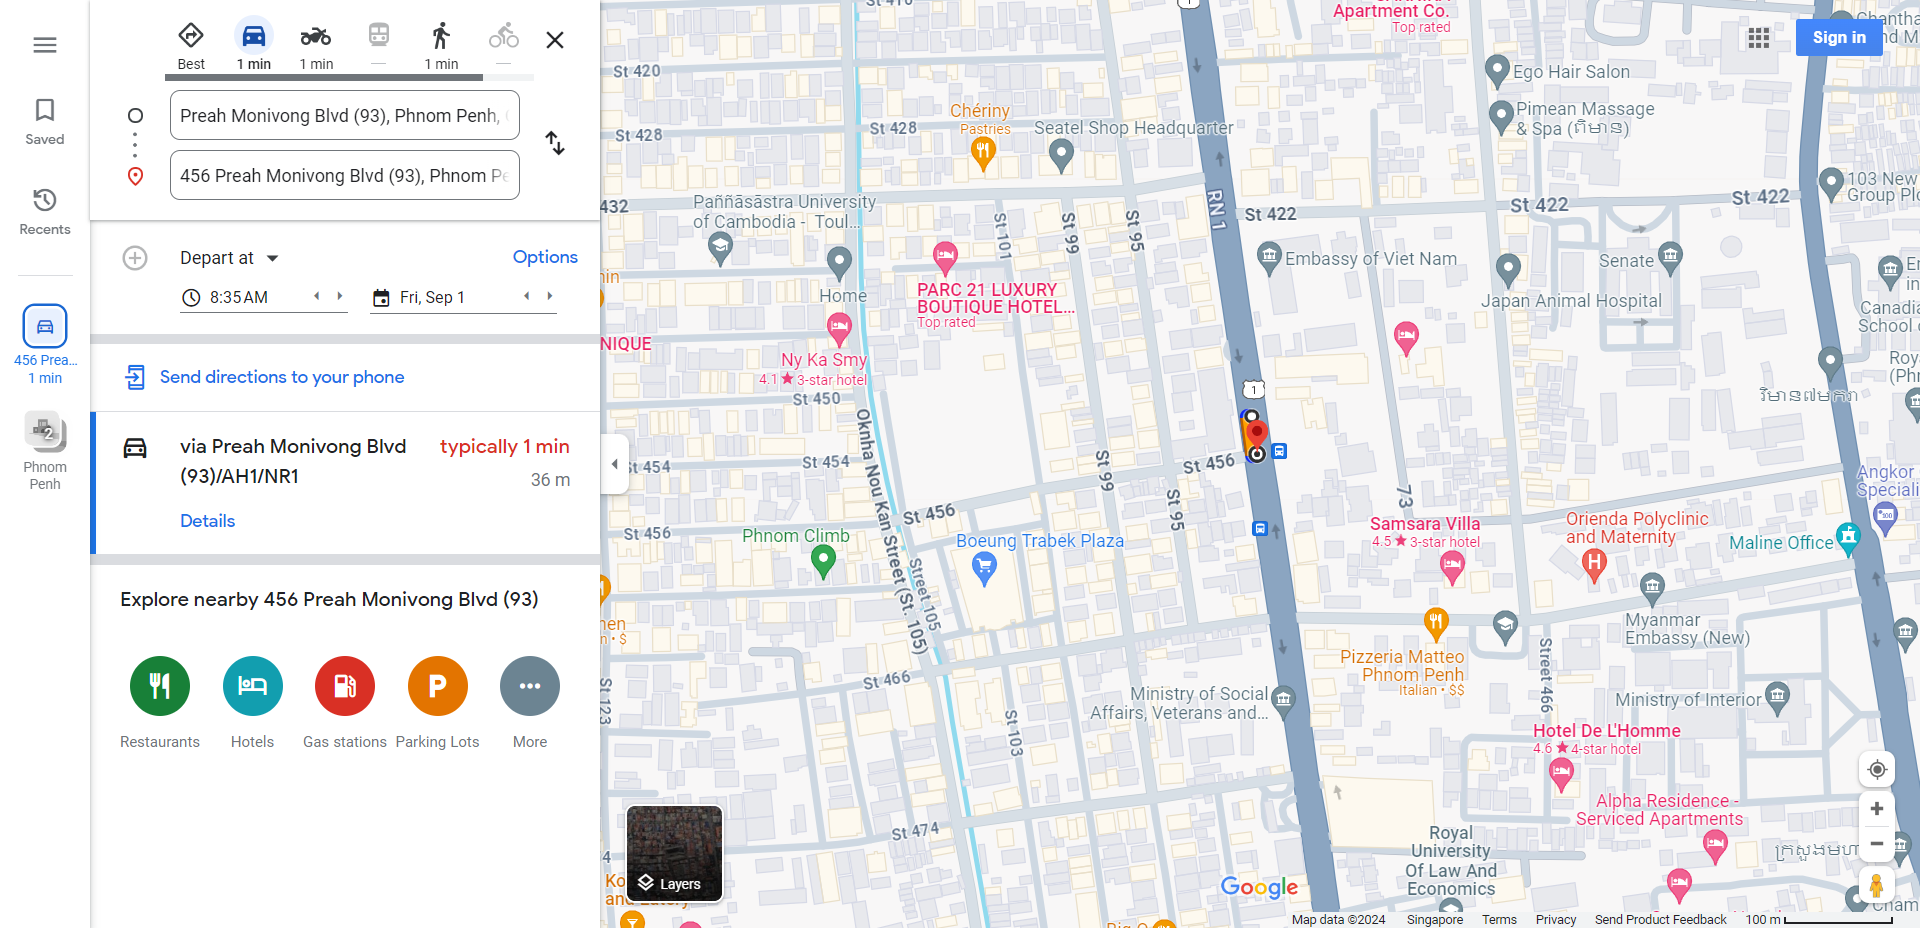 Saved
Recents
456 Prea...
1 min
2
Phnom
Penh
Best
1 min
1 min
1 min
Preah Monivong Blvd (93), Phnom Penh,
456 Preah Monivong Blvd (93), Phnom Pe
Depart at
Options
8:35 AM
Fri, Sep 1
Send directions to your phone
via Preah Monivong Blvd
(93)/AH1/NR1
typically 1 min
36 m
Details
Explore nearby 456 Preah Monivong Blvd (93)
Restaurants
Hotels
Gas stations
P
Parking Lots
More
St 410
Apartment Co.
Top rated
1
Sign in
St 420
Ego Hair Salon
Chériny
Pastries
St 428
St 428
Seatel Shop Headquarter
Pimean Massage
& Spa (ពិមាន)
103 New
Group
432
Paññāsāstra University
of Cambodia - Toul...
St 101
St 99
St 95
RN 1
St 422
St 422
St 422
Embassy of Viet Nam
Senate
Home
PARC 21 LUXURY
BOUTIQUE HOTEL...
Top rated
Japan Animal Hospital
Canadia
School
NIQUE
Ny Ka Smy
4.1 ★ 3-star hotel
St 450
1
វិមាន៧មករា
Roy
(Phr
Oknha Nou Kan Street (St. 105)
St 454
St 454
St 99
St 456
St 95
73
Angkor
Speciali
St 456
St 456
Phnom Climb
Boeung Trabek Plaza
Street 105
Samsara Villa
4.5 ★ 3-star hotel
Orienda Polyclinic
and Maternity
H
Maline Office
Myanmar
Embassy (New)
Pizzeria Matteo
Phnom Penh
Italian • $$
Street 466
St 466
St 123
St 103
Ministry of Social
Affairs, Veterans and...
Ministry of Interior
Hotel De L'Homme
4.6 ★ 4-star hotel
Alpha Residence -
Serviced Apartments
St 474
Royal
University
Of Law And
Economics
Layers
Google
Map data ©2024
Singapore
Terms
Privacy
Send Product Feedback
100 m